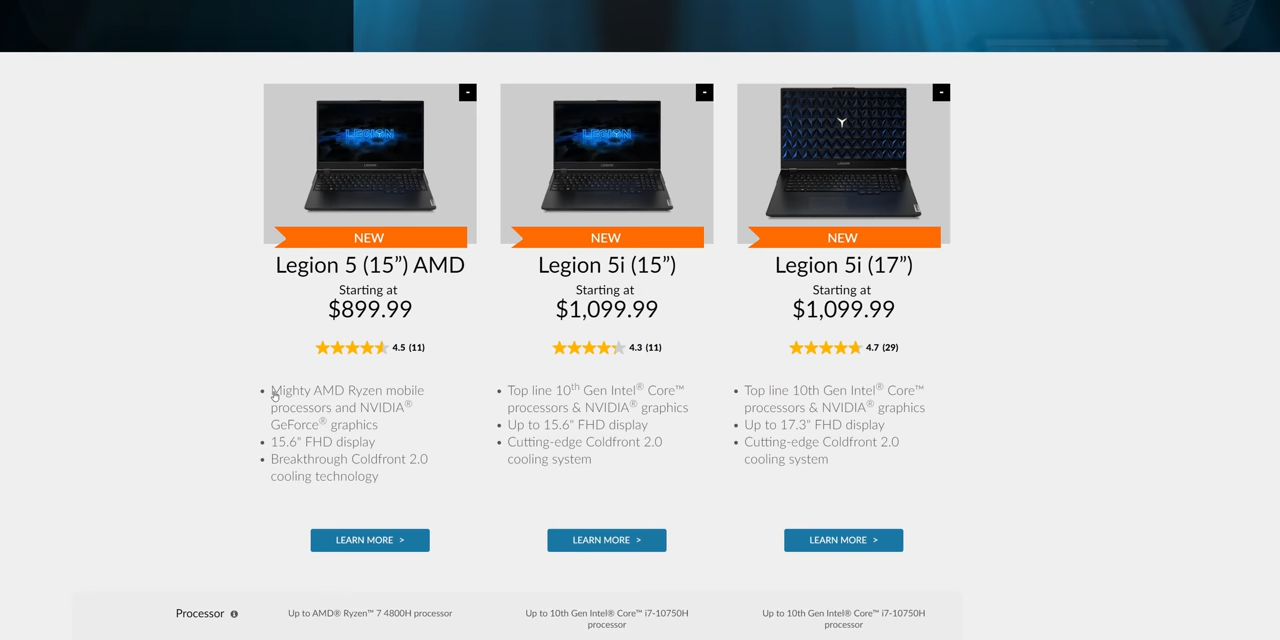 -
-
-
LEGION
LEGION
NEW
NEW
NEW
Legion 5 (15”) AMD
Legion 5i (15”)
Legion 5i (17”)
Starting at
Starting at
Starting at
$899.99
$1,099.99
$1,099.99
4.5 (11)
4.3 (11)
4.7 (29)
• Mighty AMD Ryzen mobile
processors and NVIDIA®
GeForce® graphics
• 15.6" FHD display
• Breakthrough Coldfront 2.0
cooling technology
• Top line 10th Gen Intel® Core™
processors & NVIDIA® graphics
• Up to 15.6" FHD display
• Cutting-edge Coldfront 2.0
cooling system
• Top line 10th Gen Intel® Core™
processors & NVIDIA® graphics
• Up to 17.3" FHD display
• Cutting-edge Coldfront 2.0
cooling system
LEARN MORE >
LEARN MORE >
LEARN MORE >
Processor
Up to AMD® Ryzen™ 7 4800H processor
Up to 10th Gen Intel® Core™ i7-10750H
processor
Up to 10th Gen Intel® Core™ i7-10750H
processor